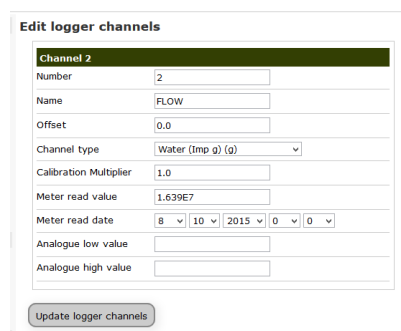 Edit logger channels
Channel 2
Number 2
Name FLOW
Offset 0.0
Channel type Water (Imp g) (g)
Calibration Multiplier 1.0
Meter read value 1.639E7
Meter read date 8 10 2015 0 0
Analogue low value
Analogue high value
Update logger channels